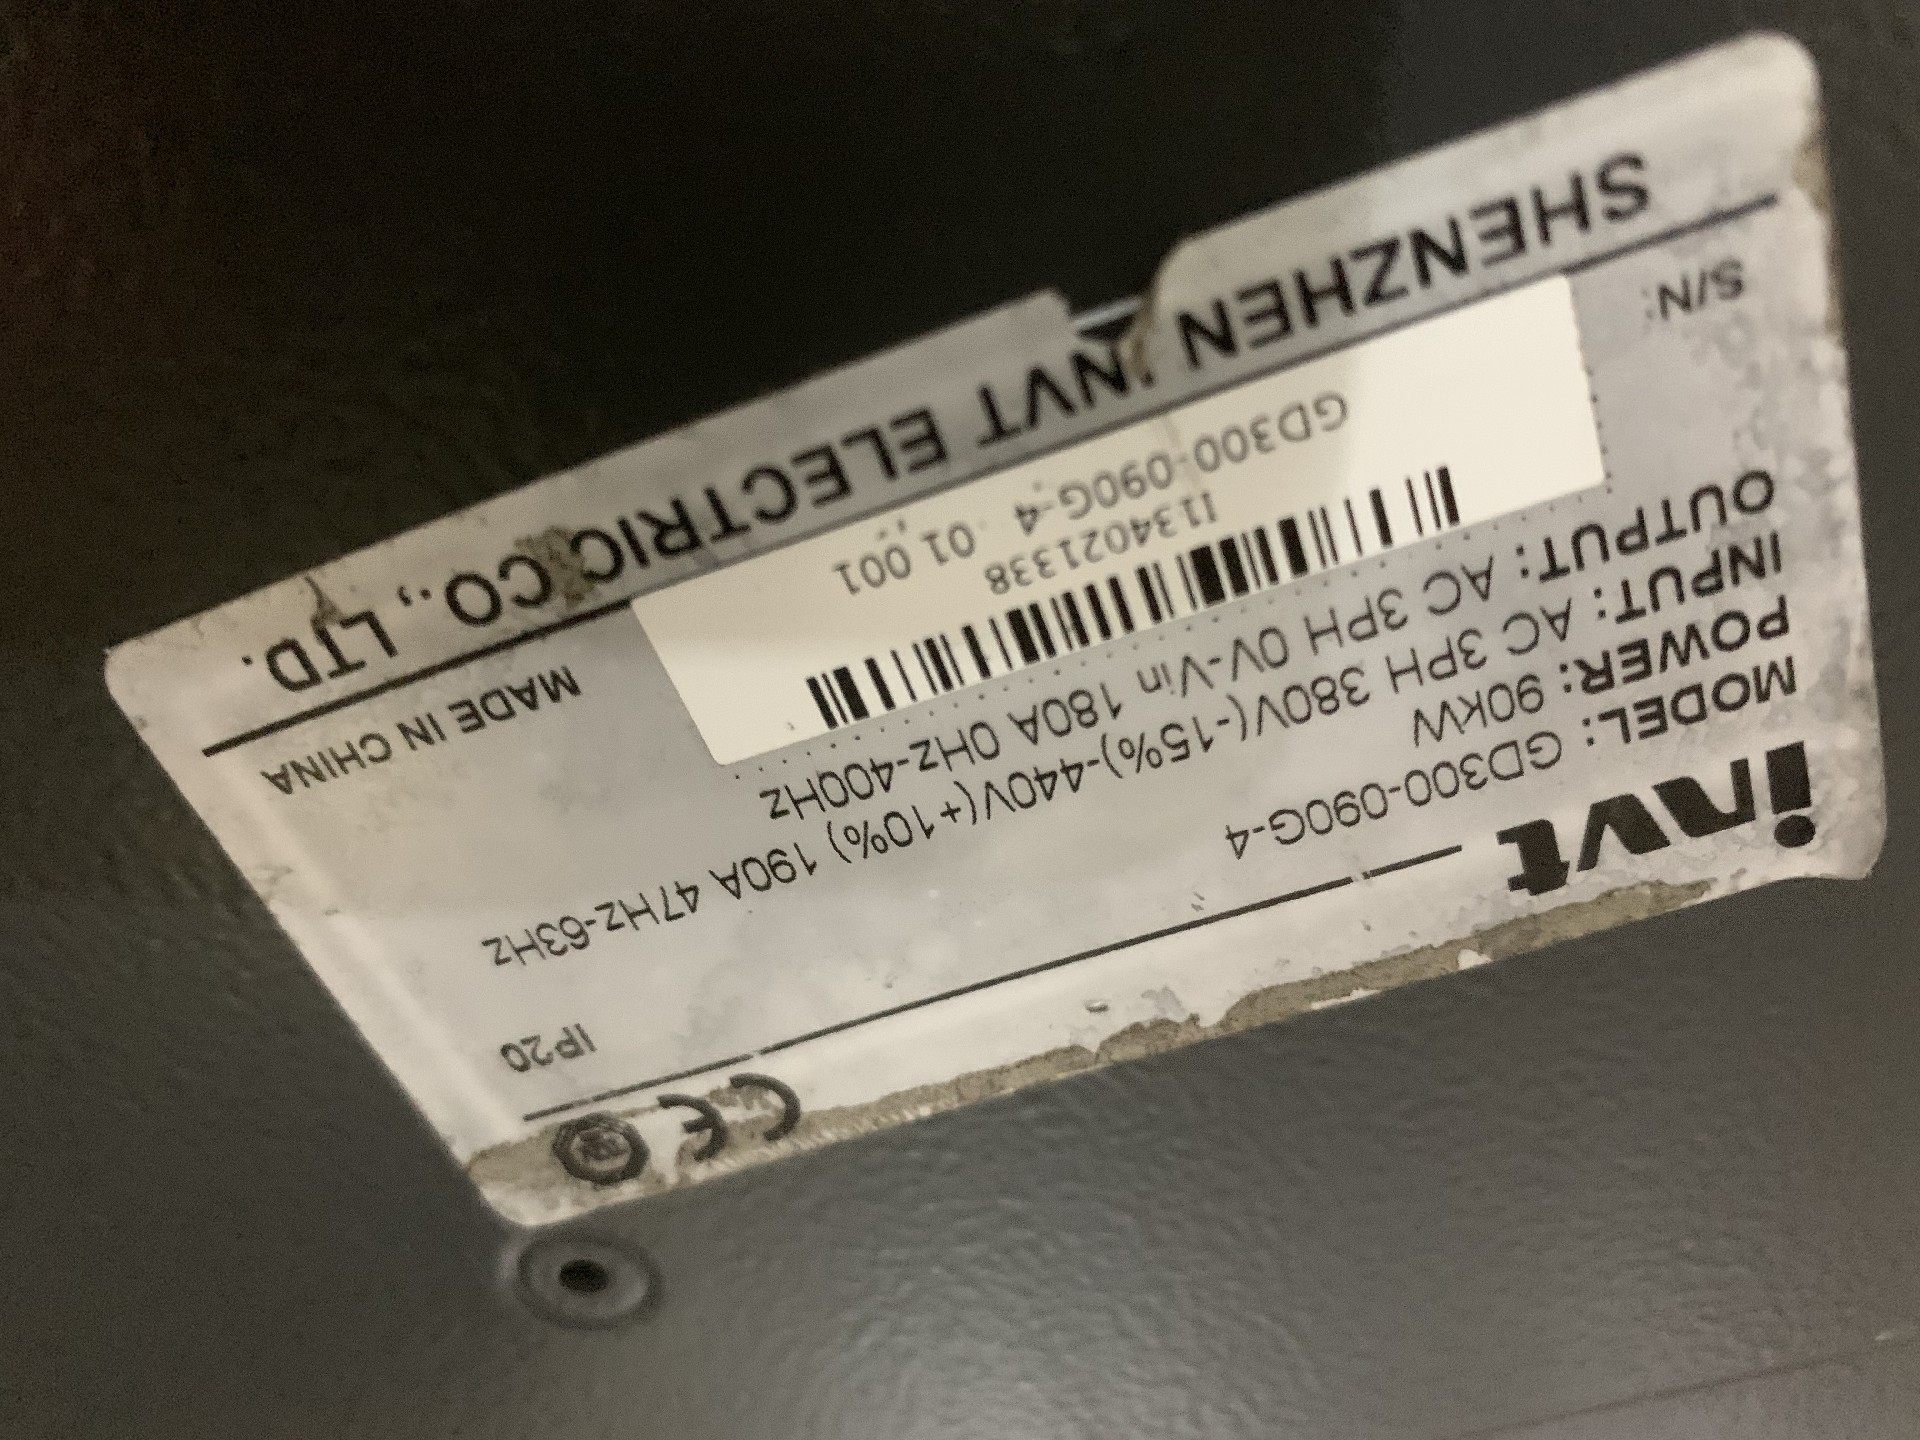 invt
CE
IP20
MODEL: GD300-090G-4
POWER: 90kW
INPUT: AC 3PH 380V(-15%)-440V(+10%) 190A 47Hz-63Hz
OUTPUT: AC 3PH 0V-Vin 180A 0Hz-400Hz
I134021338
GD300-090G-4 01 001
S/N:
MADE IN CHINA
SHENZHEN INVT ELECTRIC CO., LTD.